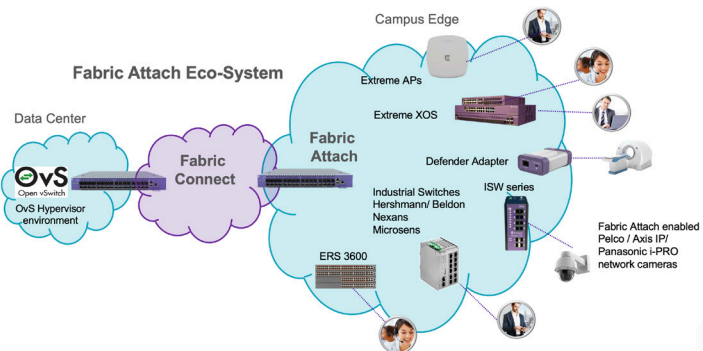 Campus Edge
Fabric Attach Eco-System
Extreme APs
Extreme XOS
Data Center
Fabric
Attach
Fabric
Connect
Defender Adapter
OvS
Open vSwitch
OvS Hypervisor
environment
Industrial Switches
Hershmann/ Beldon
Nexans
Microsens
ISW series
Fabric Attach enabled
Pelco / Axis IP/
Panasonic i-PRO
network cameras
ERS 3600